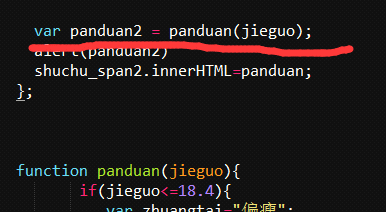 var panduan2 = panduan(jieguo);
alert(panduan2)
shuchu_span2.innerHTML=panduan;
};
function panduan(jieguo){
if(jieguo<=18.4){
var zhuangtai="偏瘦";